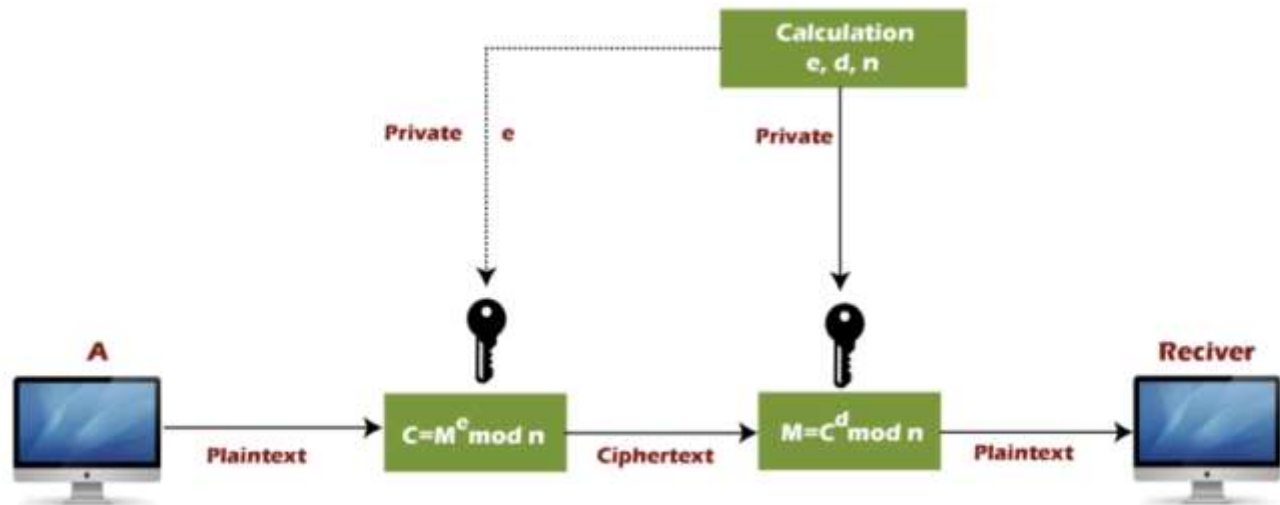 Calculation
e, d, n
Private e
Private
A
Reciver
C=M^e mod n
M=C^d mod n
Plaintext
Ciphertext
Plaintext